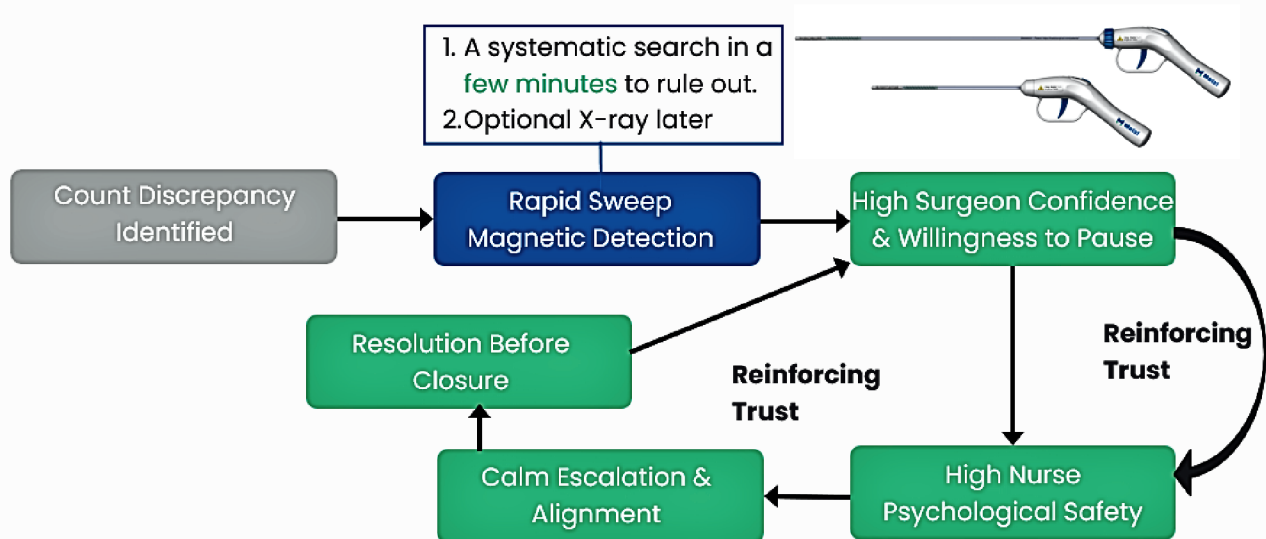 1. A systematic search in a
few minutes to rule out.
2.Optional X-ray later
Count Discrepancy
Identified
Rapid Sweep
Magnetic Detection
High Surgeon Confidence
& Willingness to Pause
Resolution Before
Closure
Reinforcing
Trust
Reinforcing
Trust
Calm Escalation &
Alignment
High Nurse
Psychological Safety